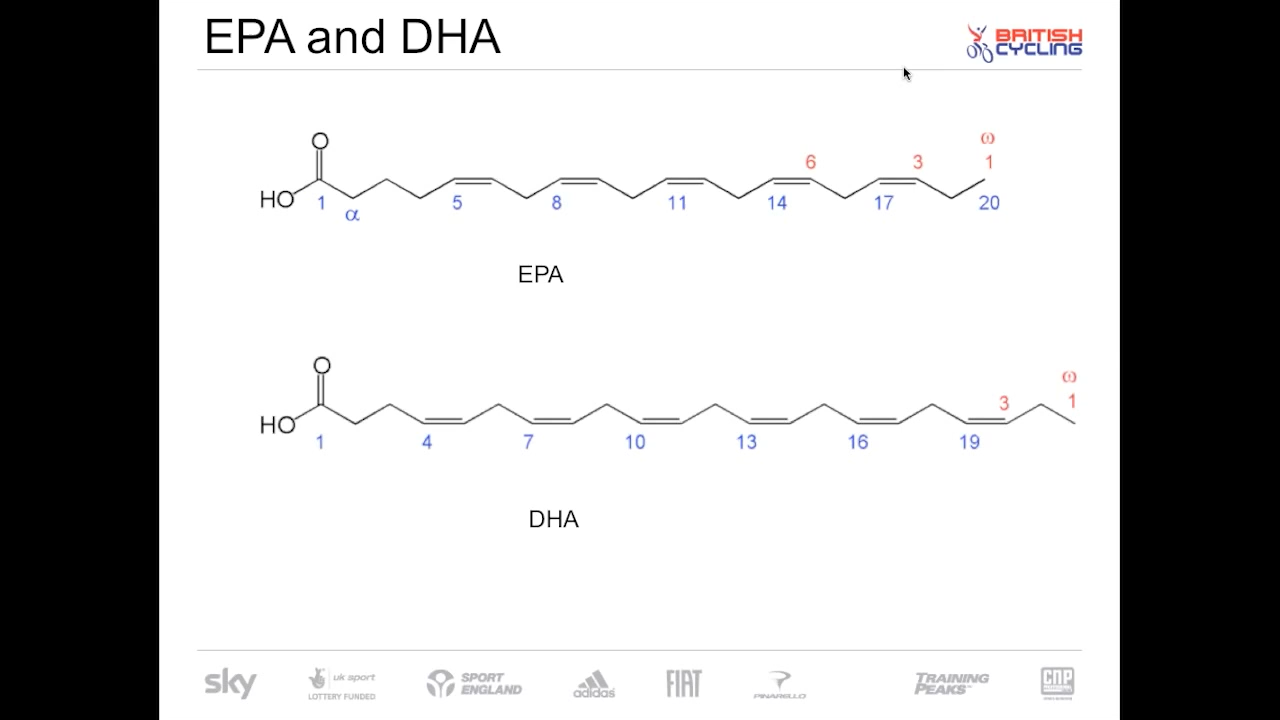 EPA and DHA
BRITISH
CYCLING
O
ω
6 3 1
HO 1 5 8 11 14 17 20
α
EPA
O
ω
3 1
HO
1 4 7 10 13 16 19
DHA
sky
uk sport
LOTTERY FUNDED
SPORT
ENGLAND
adidas
FIAT
PINARELLO
TRAINING
PEAKS
CNP